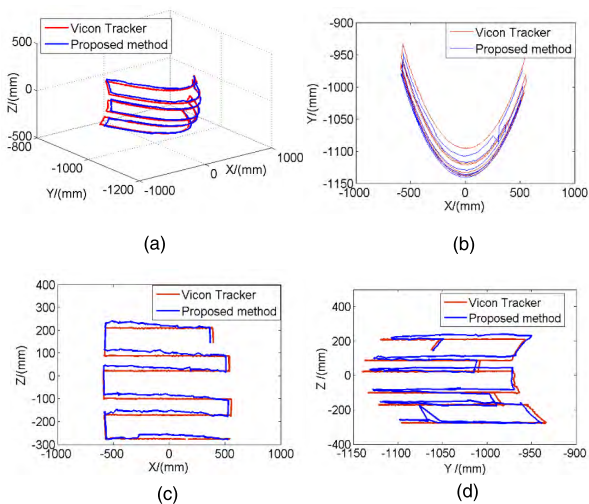 Vicon Tracker
Proposed method
500
0
-500
-800
-1000
-1200
-1000
0
1000
Z/(mm)
Y/(mm)
X/(mm)
(a)
Vicon Tracker
Proposed method
-900
-950
-1000
-1050
-1100
-1150
-1000
-500
0
500
1000
Y/(mm)
X/(mm)
(b)
Vicon Tracker
Proposed method
400
300
200
100
0
-100
-200
-300
-1000
-500
0
500
1000
Z/(mm)
X/(mm)
(c)
Vicon Tracker
Proposed method
400
200
0
-200
-400
-1150
-1100
-1050
-1000
-950
-900
Z /(mm)
Y /(mm)
(d)